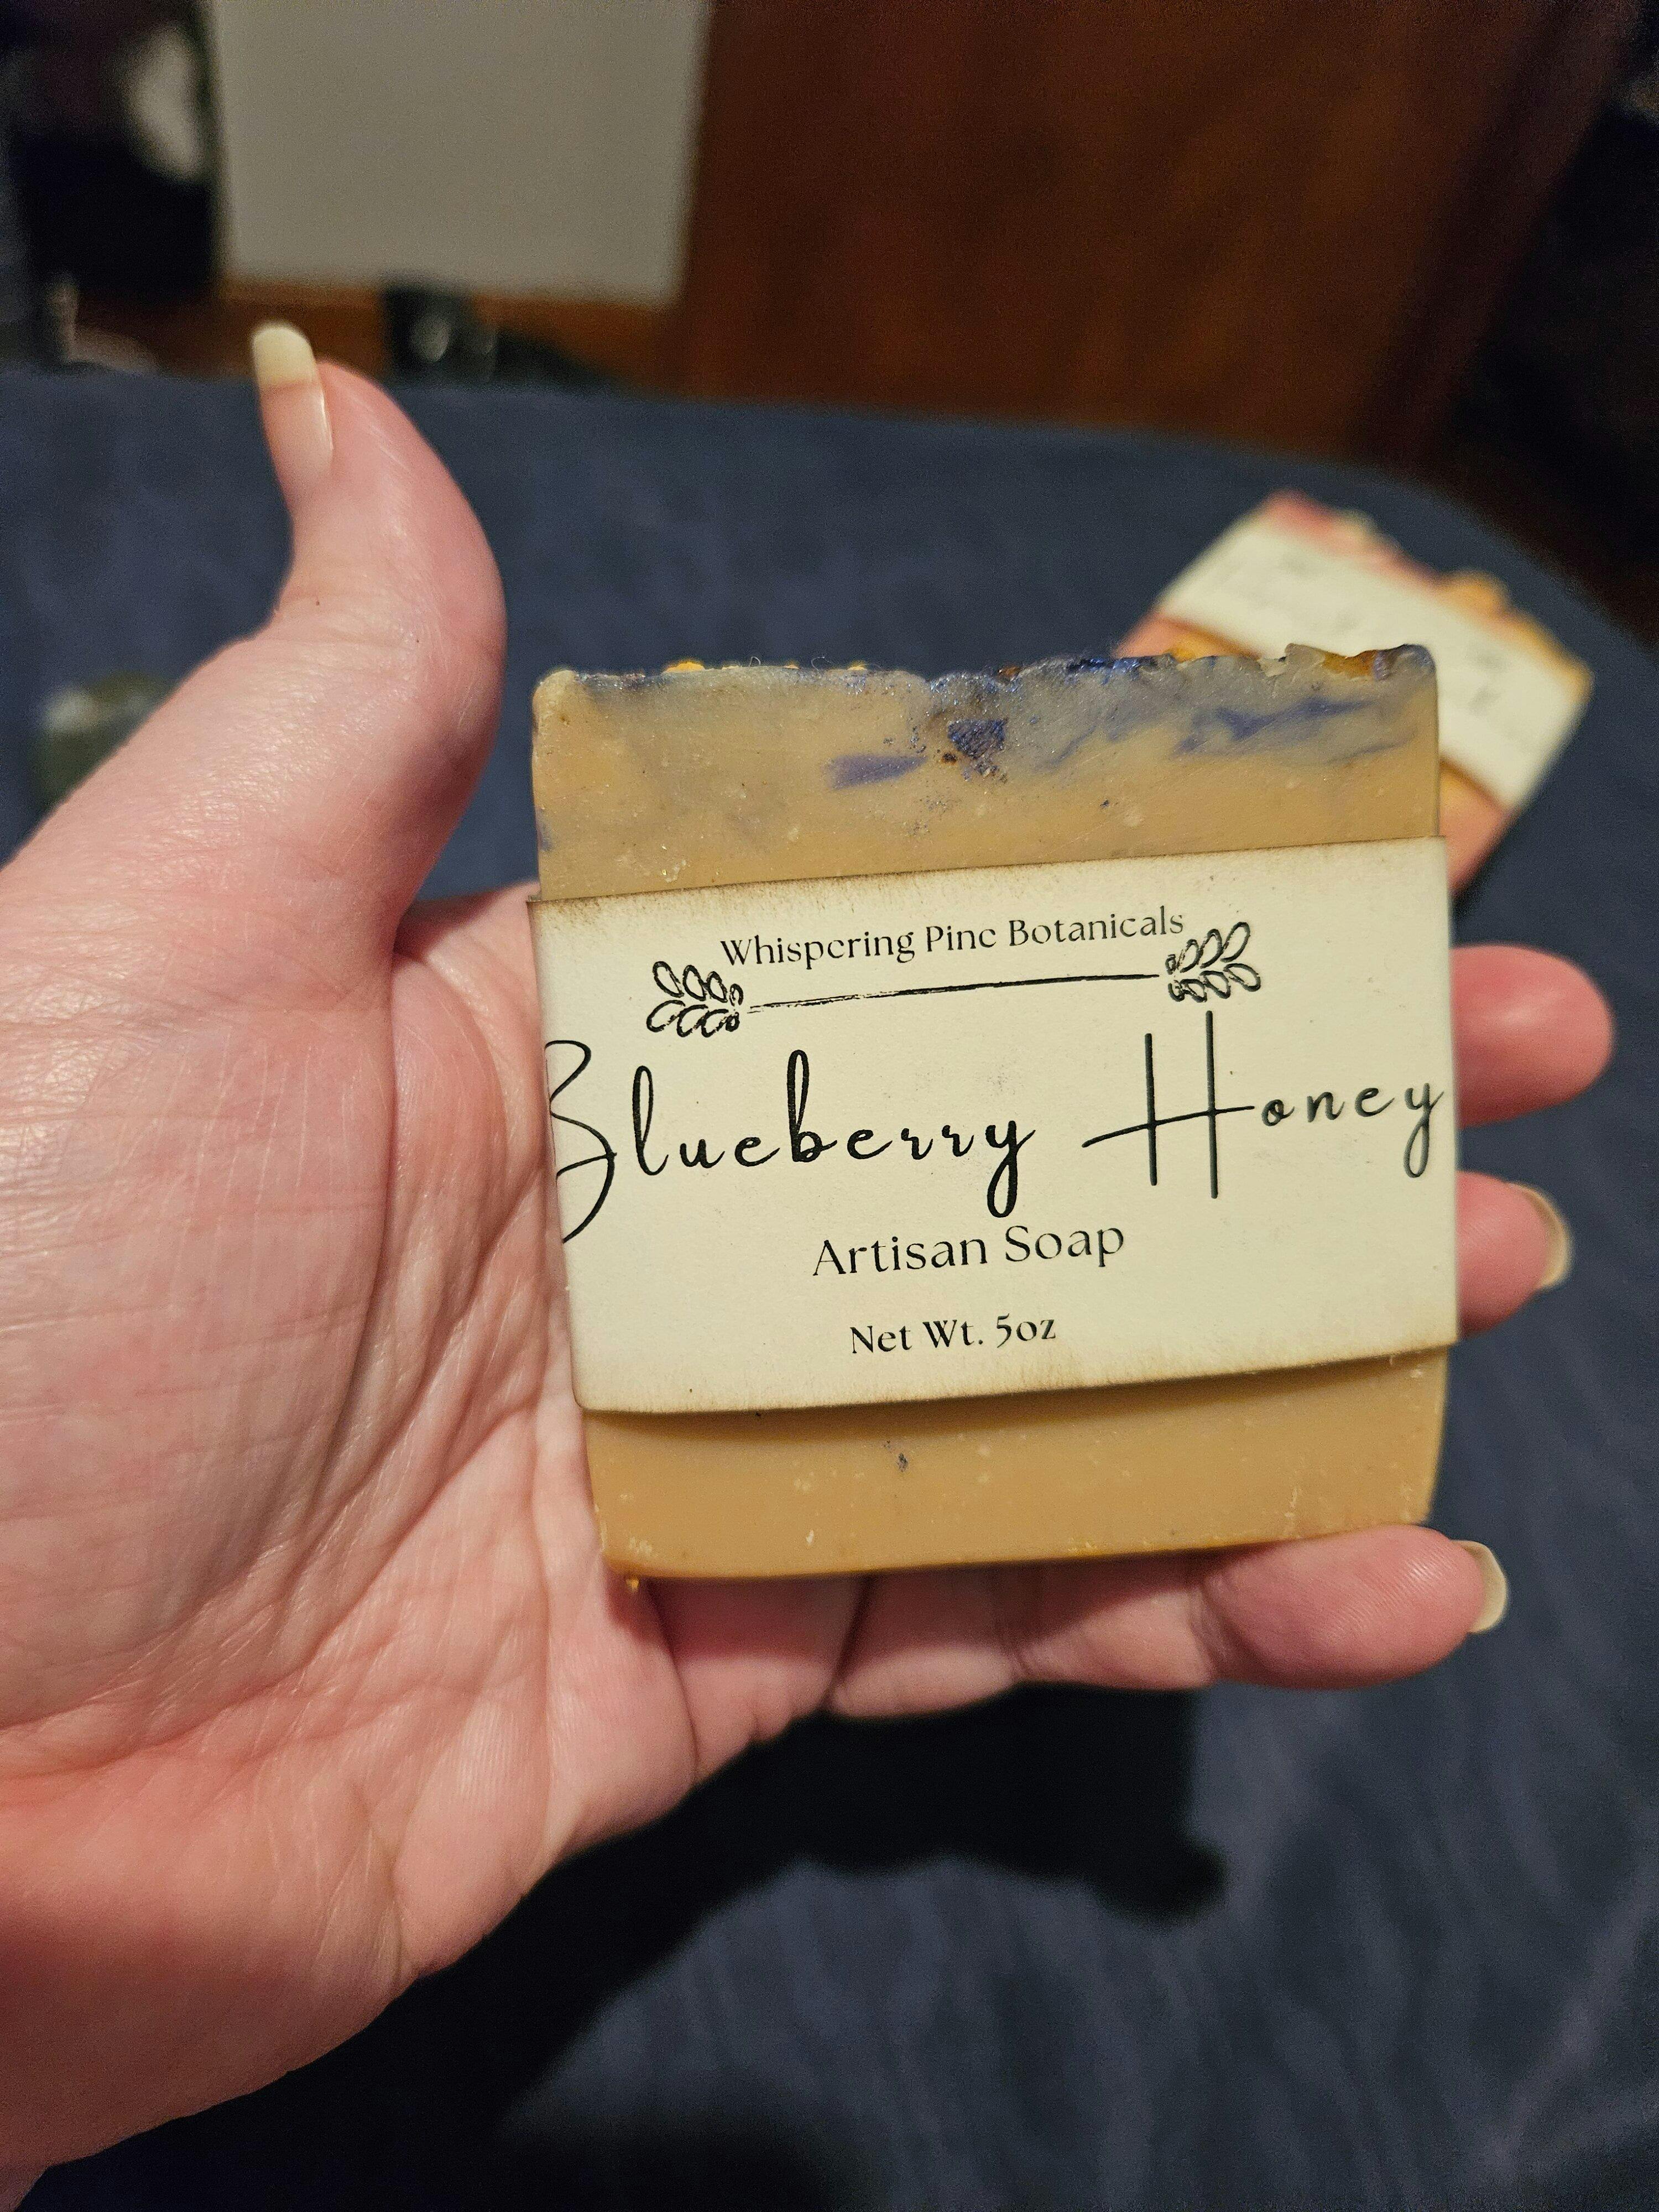 Whispering Pine Botanicals
Blueberry Honey
Artisan Soap
Net Wt. 5oz